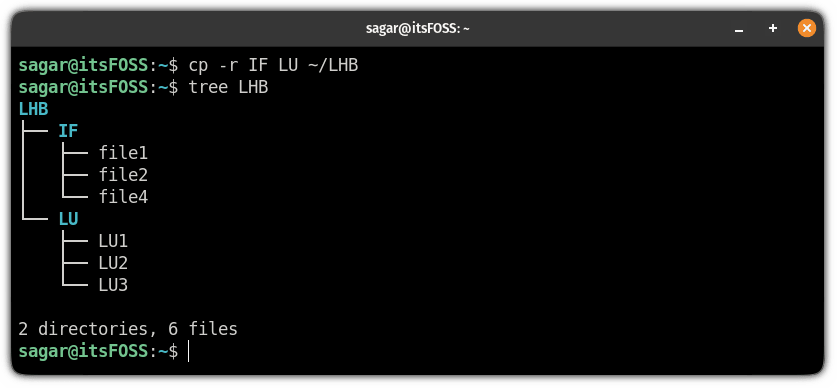 sagar@itsFOSS: ~
sagar@itsFOSS:~$ cp -r IF LU ~/LHB
sagar@itsFOSS:~$ tree LHB
LHB
├── IF
│   ├── file1
│   ├── file2
│   └── file4
└── LU
    ├── LU1
    ├── LU2
    └── LU3
2 directories, 6 files
sagar@itsFOSS:~$